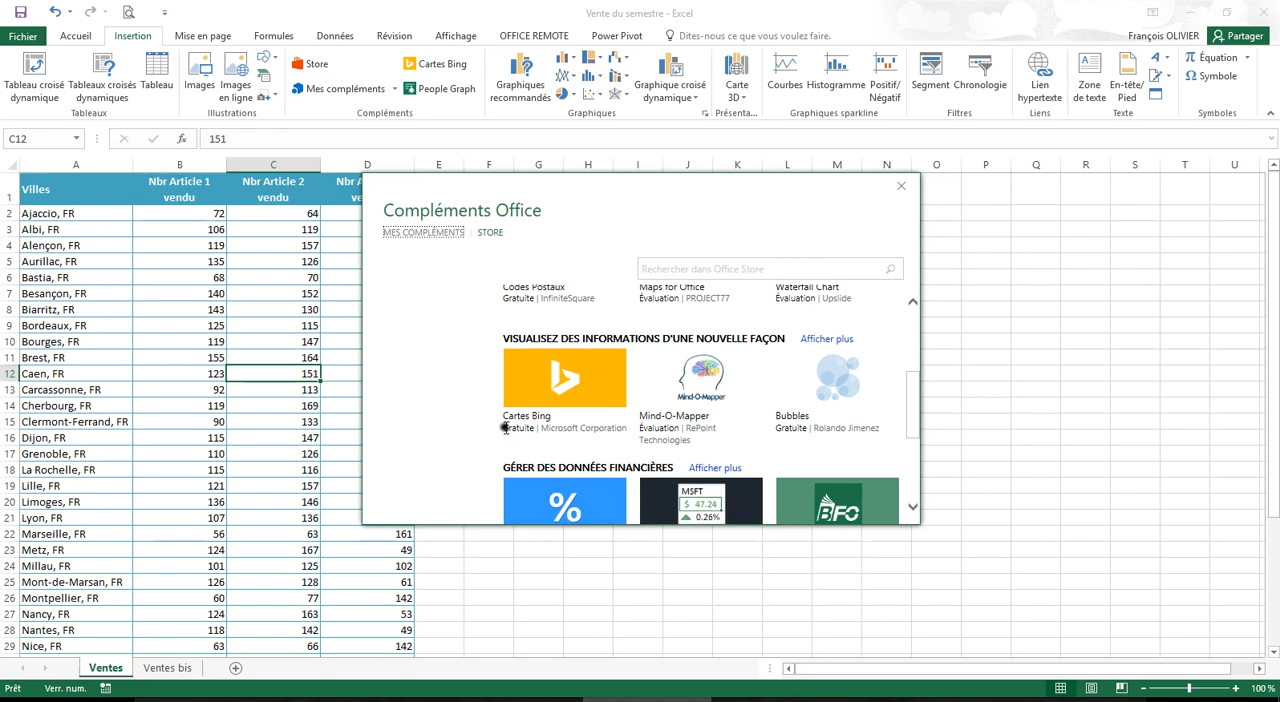 Vente du semestre - Excel
Fichier Accueil Insertion Mise en page Formules Données Révision Affichage OFFICE REMOTE Power Pivot Dites-nous ce que vous voulez faire. François OLIVIER Partager
Tableau croisé dynamique
Tableaux croisés dynamiques
Tableau
Tableaux
Images
Images en ligne
Illustrations
Store
Mes compléments
Cartes Bing
People Graph
Compléments
Graphiques recommandés
Graphique croisé dynamique
Graphiques
Carte 3D
Présenta...
Courbes
Histogramme
Positif/ Négatif
Graphiques sparkline
Segment
Chronologie
Filtres
Lien hypertexte
Liens
Zone de texte
En-tête/ Pied
Texte
Équation
Symbole
Symboles
C12 fx 151
A B C D E F G H I J K L M N O P Q R S T U
1 Villes Nbr Article 1 vendu Nbr Article 2 vendu Nbr A ve
2 Ajaccio, FR 72 64
3 Albi, FR 106 119
4 Alençon, FR 119 157
5 Aurillac, FR 135 126
6 Bastia, FR 68 70
7 Besançon, FR 140 152
8 Biarritz, FR 143 130
9 Bordeaux, FR 125 115
10 Bourges, FR 119 147
11 Brest, FR 155 164
12 Caen, FR 123 151
13 Carcassonne, FR 92 113
14 Cherbourg, FR 119 169
15 Clermont-Ferrand, FR 90 133
16 Dijon, FR 115 147
17 Grenoble, FR 110 126
18 La Rochelle, FR 115 116
19 Lille, FR 121 157
20 Limoges, FR 136 146
21 Lyon, FR 107 136
22 Marseille, FR 56 63 161
23 Metz, FR 124 167 49
24 Millau, FR 101 125 102
25 Mont-de-Marsan, FR 126 128 61
26 Montpellier, FR 60 77 142
27 Nancy, FR 124 163 53
28 Nantes, FR 118 142 49
29 Nice, FR 63 66 142
Compléments Office
MES COMPLÉMENTS STORE
Rechercher dans Office Store
Codes Postaux
Gratuite | InfiniteSquare
Maps for Office
Évaluation | PROJECT77
Waterfall Chart
Évaluation | Upslide
VISUALISEZ DES INFORMATIONS D'UNE NOUVELLE FAÇON Afficher plus
Cartes Bing
Gratuite | Microsoft Corporation
Mind-O-Mapper
Mind-O-Mapper
Évaluation | RePoint
Technologies
Bubbles
Gratuite | Rolando Jimenez
GÉRER DES DONNÉES FINANCIÈRES Afficher plus
%
MSFT
$ 47.24
0.26%
BFO
Ventes Ventes bis
Prêt Verr. num. 100 %